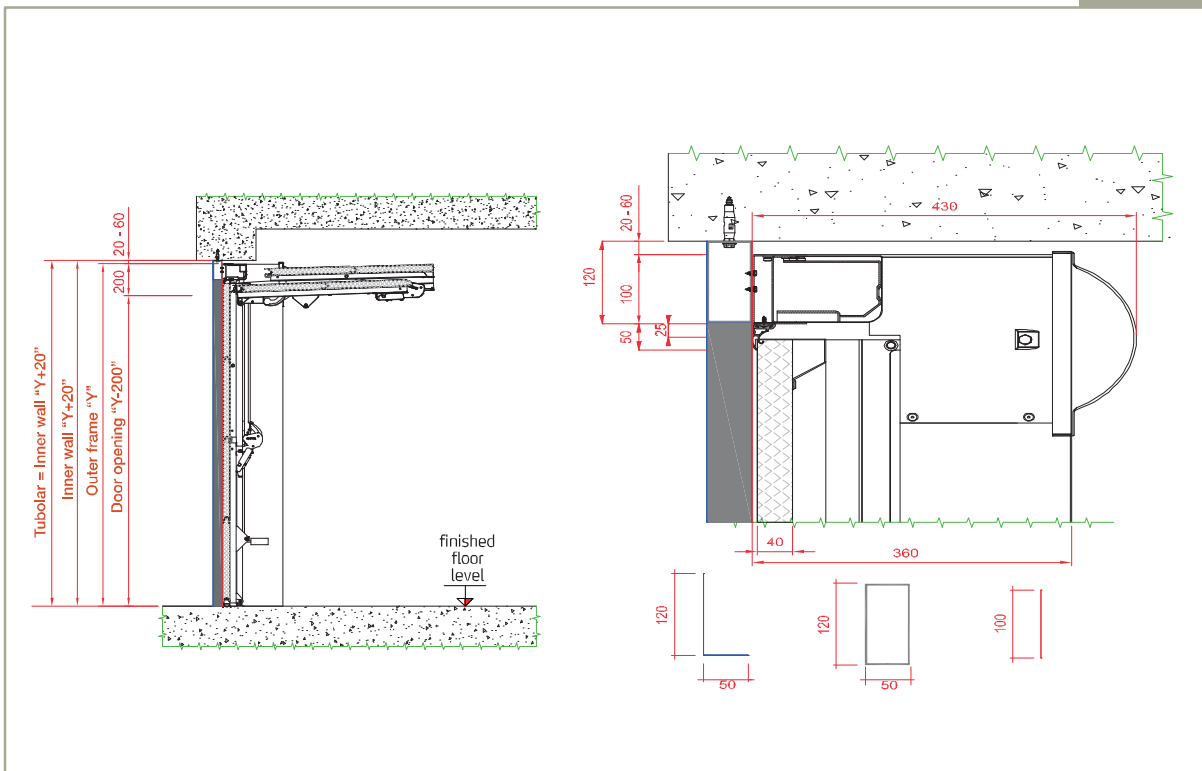 20 - 60
200
Tubolar = Inner wall “Y+20”
Inner wall “Y+20”
Outer frame “Y”
Door opening “Y-200”
finished
floor
level
430
20 - 60
120
100
25
50
40
360
120
50
120
50
100